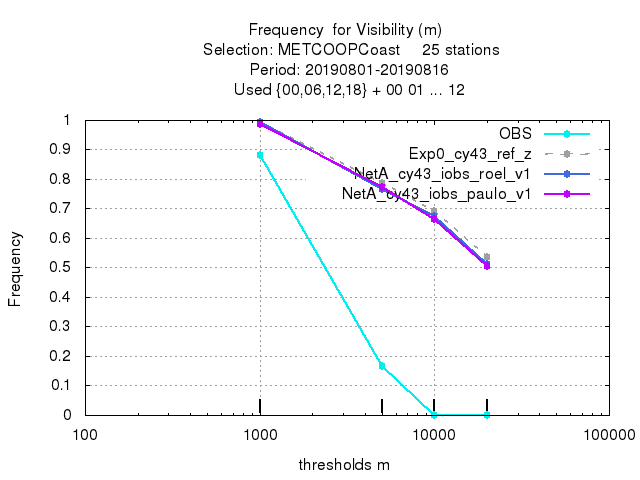 Frequency  for Visibility (m)
Selection: METCOOPCoast     25 stations
Period: 20190801-20190816
Used {00,06,12,18} + 00 01 ... 12
OBS
Exp0_cy43_ref_z
NetA_cy43_iobs_roel_v1
NetA_cy43_iobs_paulo_v1
1
0.9
0.8
0.7
0.6
0.5
0.4
0.3
0.2
0.1
0
Frequency
100 1000 10000 100000
thresholds m